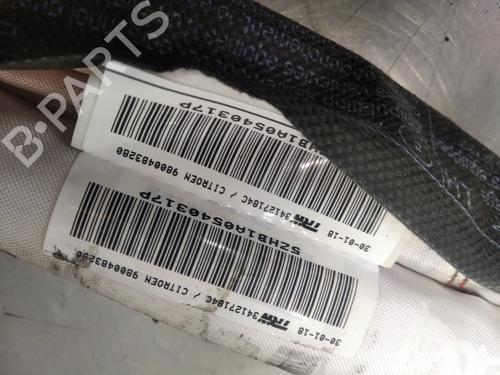 B·PARTS
SZHB1A0540317P
30-01-18 TRW 34127184C / CITROEN 9800483280
SZHB1A0540317P
30-01-18 TRW 34127184C / CITROEN 9800483280